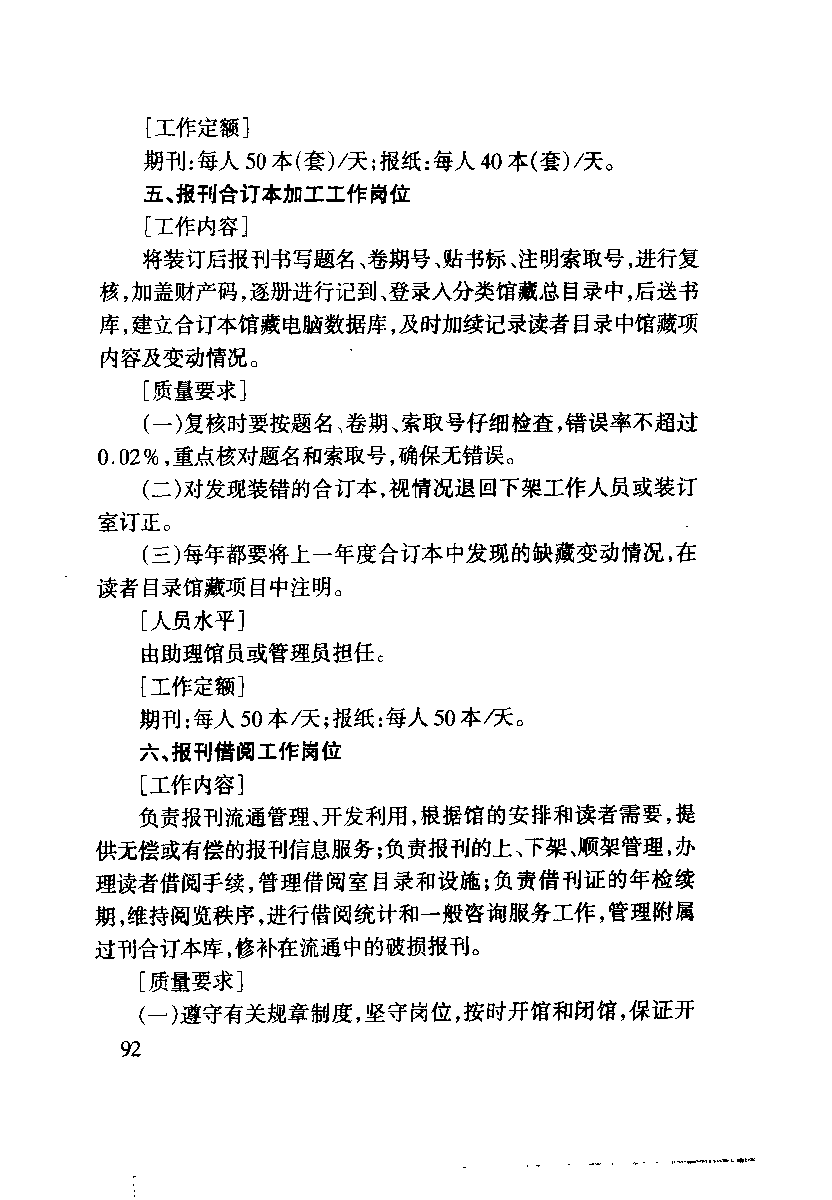 [工作定额]
期刊:每人50本(套)/天;报纸:每人40本(套)/天。
五、报刊合订本加工工作岗位
[工作内容]
将装订后报刊书写题名、卷期号、贴书标、注明索取号,进行复
核,加盖财产码,逐册进行记到、登录入分类馆藏总目录中,后送书
库,建立合订本馆藏电脑数据库,及时加续记录读者目录中馆藏项
内容及变动情况。
[质量要求]
(一)复核时要按题名、卷期、索取号仔细检查,错误率不超过
0.02%,重点核对题名和索取号,确保无错误。
(二)对发现装错的合订本,视情况退回下架工作人员或装订
室订正。
(三)每年都要将上一年度合订本中发现的缺藏变动情况,在
读者目录馆藏项目中注明。
[人员水平]
由助理馆员或管理员担任。
[工作定额]
期刊:每人50本/天;报纸:每人50本/天。
六、报刊借阅工作岗位
[工作内容]
负责报刊流通管理、开发利用,根据馆的安排和读者需要,提
供无偿或有偿的报刊信息服务;负责报刊的上、下架、顺架管理,办
理读者借阅手续,管理借阅室目录和设施;负责借刊证的年检续
期,维持阅览秩序,进行借阅统计和一般咨询服务工作,管理附属
过刊合订本库,修补在流通中的破损报刊。
[质量要求]
(一)遵守有关规章制度,坚守岗位,按时开馆和闭馆,保证开
92